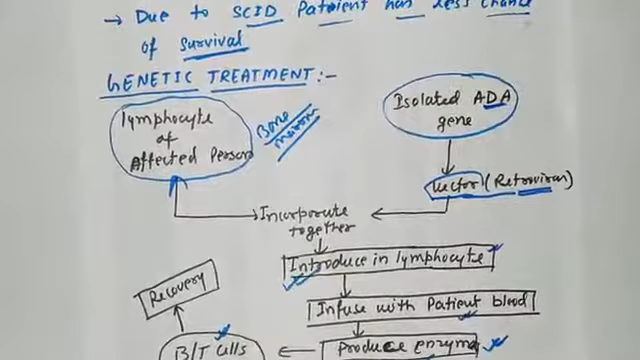 → Due to SCID Pateient has less chance
of survival
GENETIC TREATMENT:-
lymphocyte
of
Affected Person
Bone
marrow
Isolated ADA
gene
Vector (Retrovirus)
Incorporate
together
Introduce in lymphocyte
Infuse with Patient blood
Produce enzyme
B/T Cells
Recovery